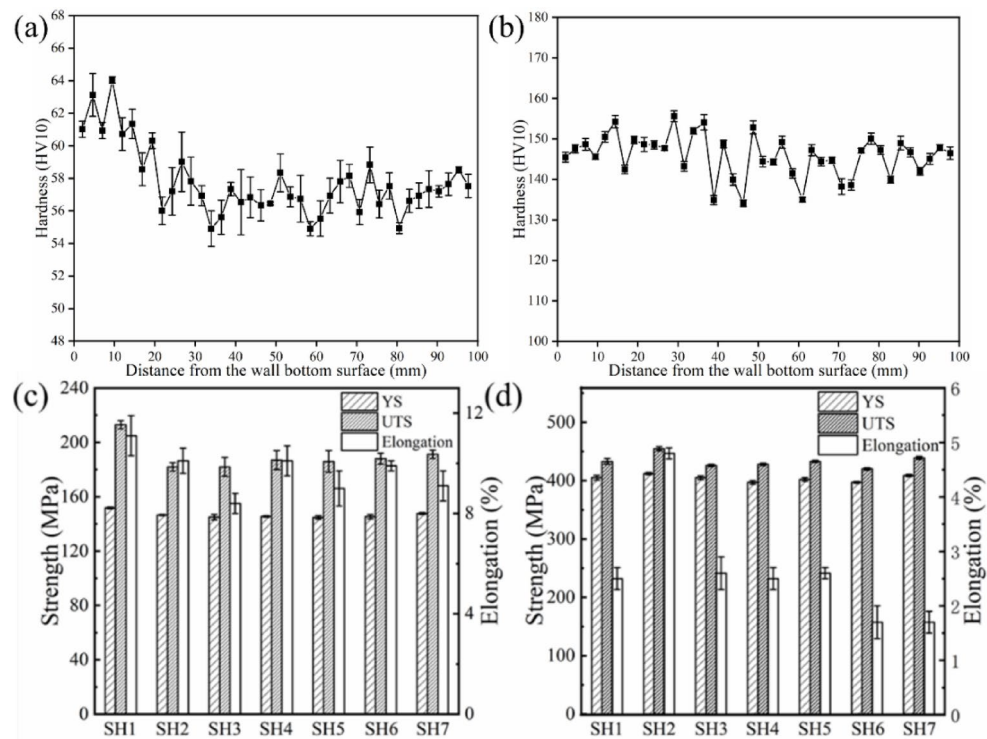 (a)
68
66
64
62
60
58
56
54
52
50
48
Hardness (HV10)
0 10 20 30 40 50 60 70 80 90 100
Distance from the wall bottom surface (mm)
(b)
180
170
160
150
140
130
120
110
100
Hardness (HV10)
0 10 20 30 40 50 60 70 80 90 100
Distance from the wall bottom surface (mm)
(c)
240
200
160
120
80
40
0
Strength (MPa)
YS
UTS
Elongation
12
8
4
0
Elongation (%)
SH1 SH2 SH3 SH4 SH5 SH6 SH7
(d)
500
400
300
200
100
0
Strength (MPa)
YS
UTS
Elongation
6
5
4
3
2
1
0
Elongation (%)
SH1 SH2 SH3 SH4 SH5 SH6 SH7